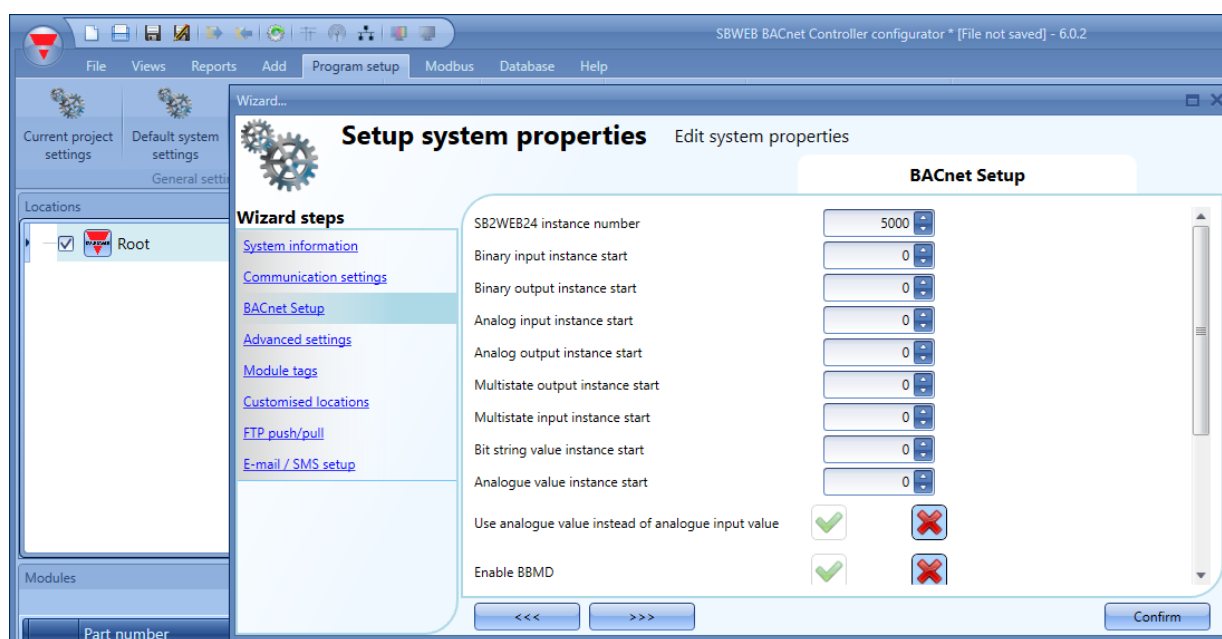 SBWEB BACnet Controller configurator * [File not saved] - 6.0.2
File Views Reports Add Program setup Modbus Database Help
Current project settings
Default system settings
General setti
Wizard...
Setup system properties Edit system properties
BACnet Setup
Locations
Root
Wizard steps
System information
Communication settings
BACnet Setup
Advanced settings
Module tags
Customised locations
FTP push/pull
E-mail / SMS setup
SB2WEB24 instance number 5000
Binary input instance start 0
Binary output instance start 0
Analog input instance start 0
Analog output instance start 0
Multistate output instance start 0
Multistate input instance start 0
Bit string value instance start 0
Analogue value instance start 0
Use analogue value instead of analogue input value
Enable BBMD
Modules
Part number
<<< >>> Confirm